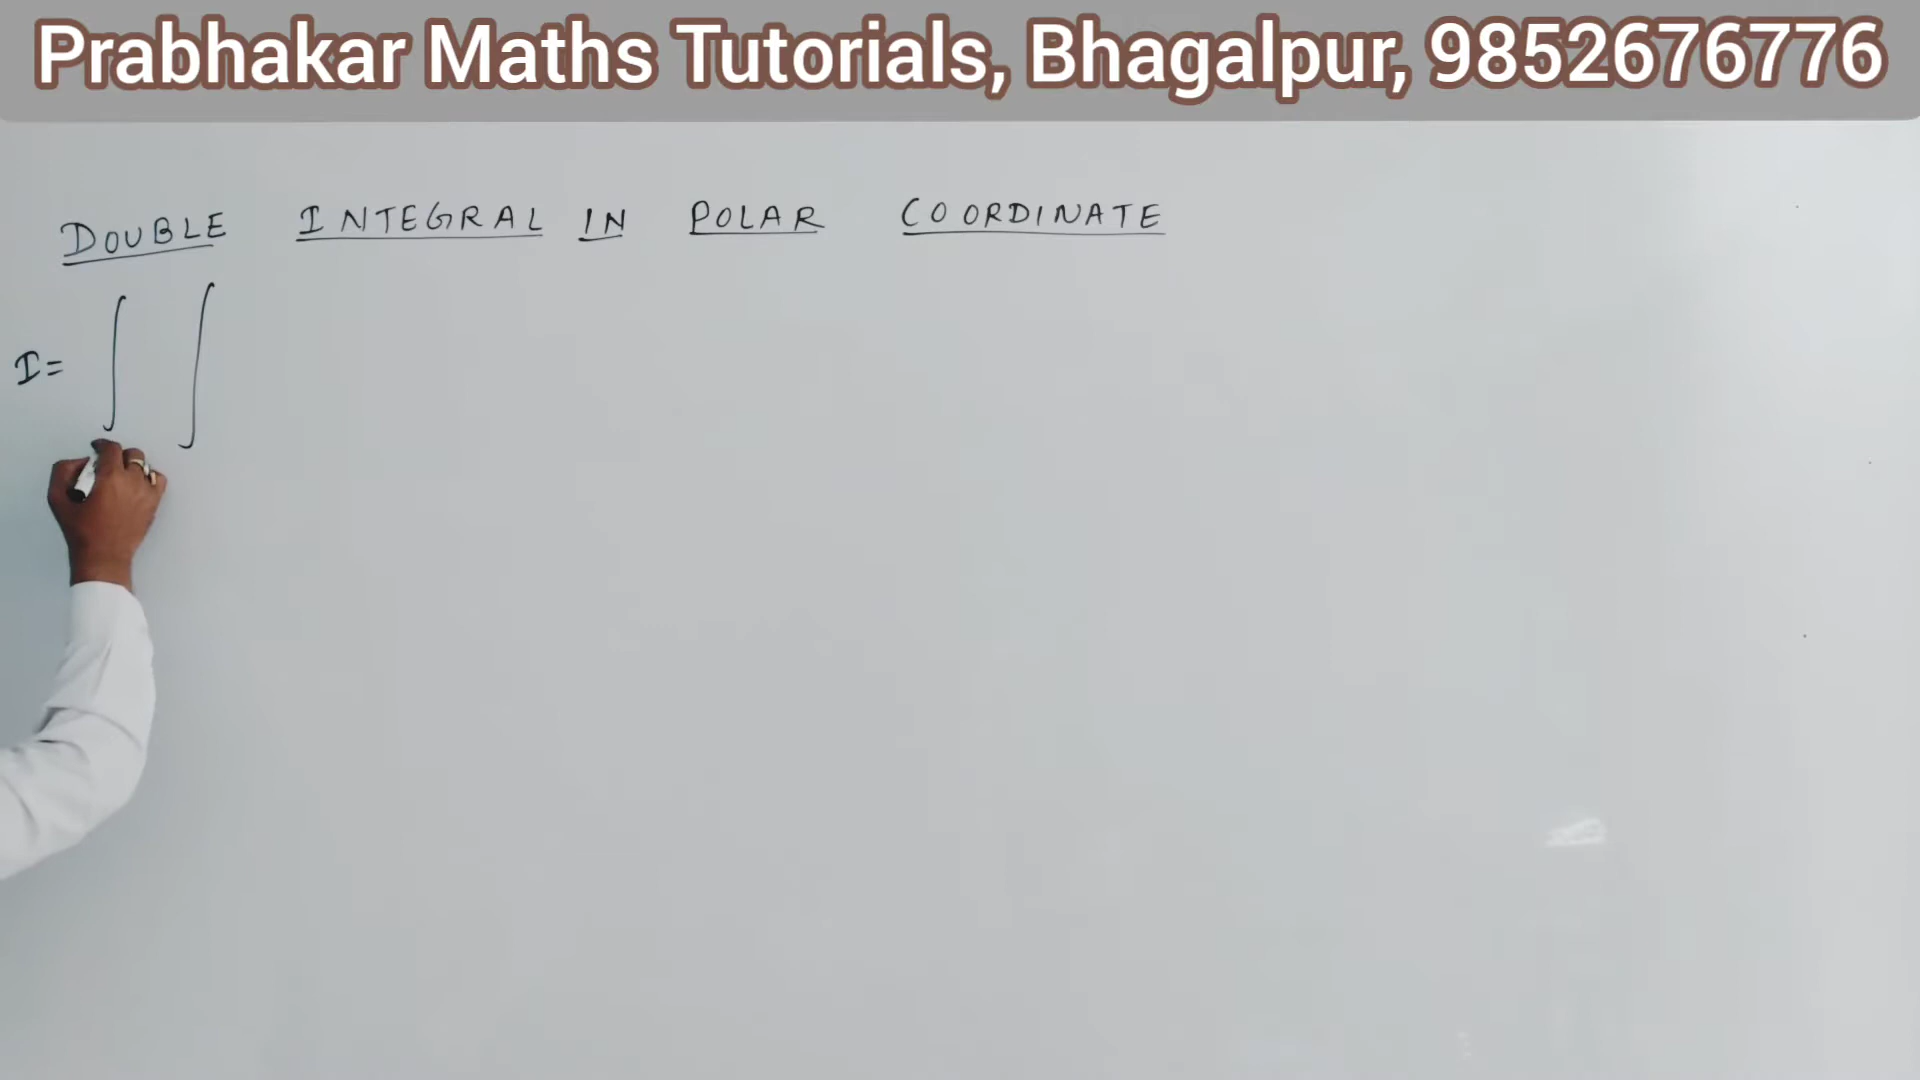 Prabhakar Maths Tutorials, Bhagalpur, 9852676776
DOUBLE INTEGRAL IN POLAR COORDINATE
I = ∫ ∫